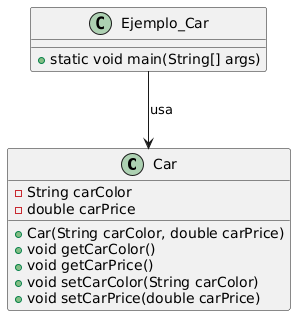 C Ejemplo_Car
static void main(String[] args)
usa
C Car
String carColor
double carPrice
Car(String carColor, double carPrice)
void getCarColor()
void getCarPrice()
void setCarColor(String carColor)
void setCarPrice(double carPrice)